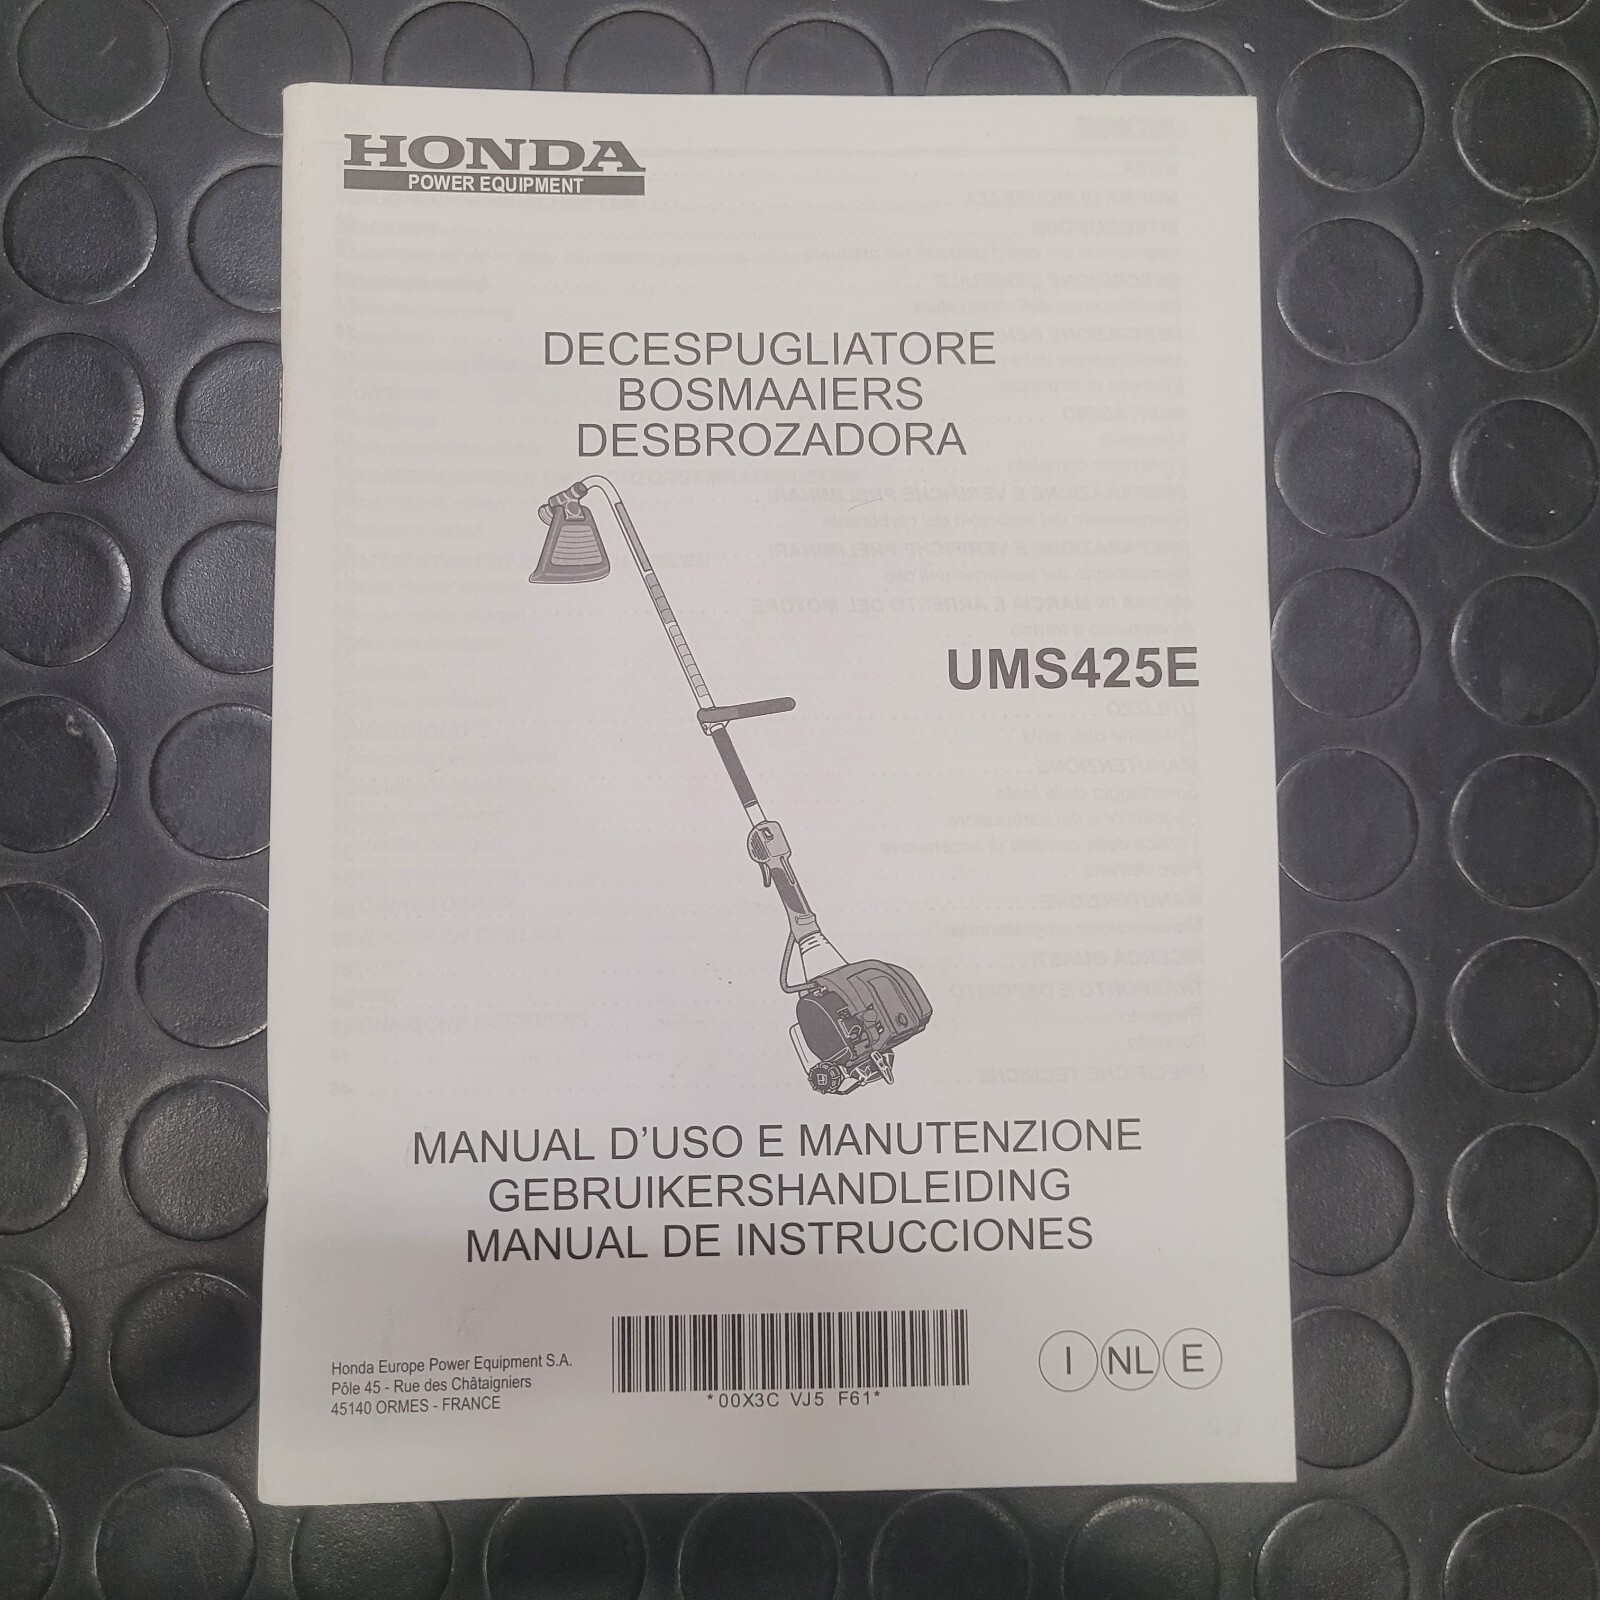 HONDA
POWER EQUIPMENT
DECESPUGLIATORE
BOSMAAIERS
DESBROZADORA
UMS425E
MANUAL D'USO E MANUTENZIONE
GEBRUIKERSHANDLEIDING
MANUAL DE INSTRUCCIONES
Honda Europe Power Equipment S.A.
Pôle 45 - Rue des Châtaigniers
45140 ORMES - FRANCE
*00X3C VJ5 F61*
I NL E